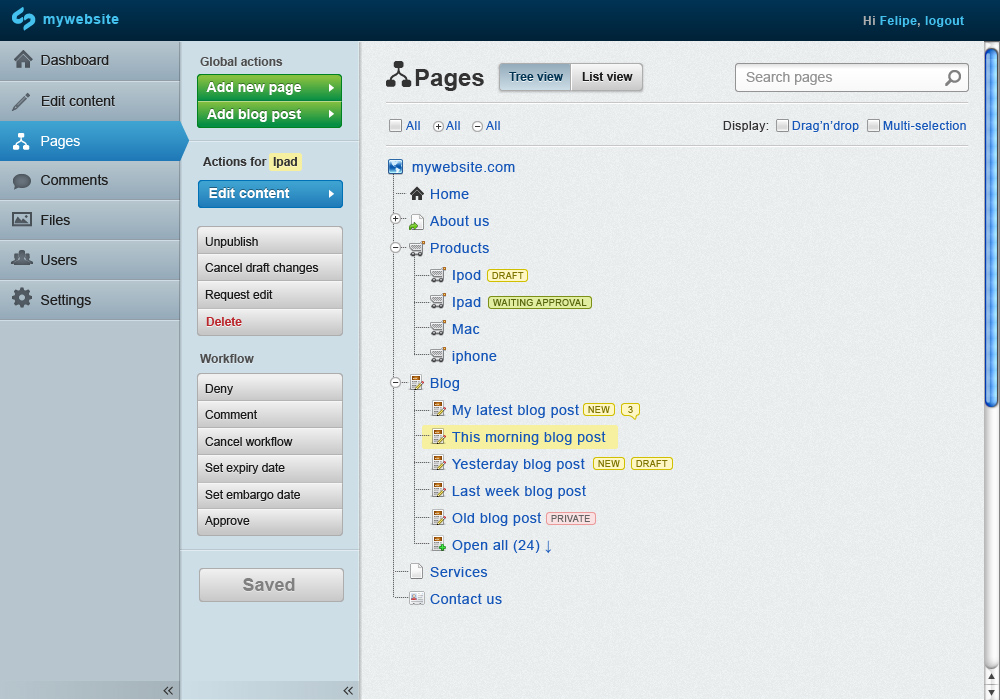 mywebsite
Hi Felipe, logout
Dashboard
Edit content
Pages
Comments
Files
Users
Settings
Global actions
Add new page
Add blog post
Actions for Ipad
Edit content
Unpublish
Cancel draft changes
Request edit
Delete
Workflow
Deny
Comment
Cancel workflow
Set expiry date
Set embargo date
Approve
Saved
Pages
Tree view List view
Search pages
All All All
Display: Drag'n'drop Multi-selection
mywebsite.com
Home
About us
Products
Ipod DRAFT
Ipad WAITING APPROVAL
Mac
iphone
Blog
My latest blog post NEW 3
This morning blog post
Yesterday blog post NEW DRAFT
Last week blog post
Old blog post PRIVATE
Open all (24) ↓
Services
Contact us